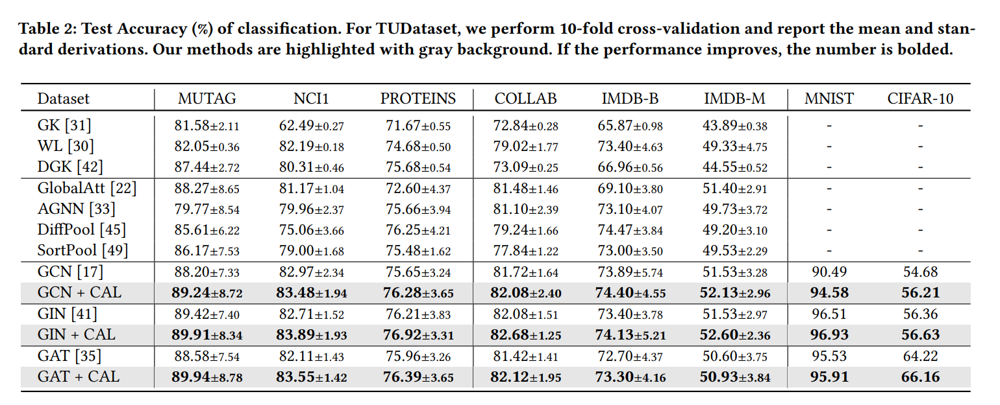 Table 2: Test Accuracy (%) of classification. For TUDataset, we perform 10-fold cross-validation and report the mean and stan-
dard derivations. Our methods are highlighted with gray background. If the performance improves, the number is bolded.
Dataset MUTAG NCI1 PROTEINS COLLAB IMDB-B IMDB-M MNIST CIFAR-10
GK [31] 81.58±2.11 62.49±0.27 71.67±0.55 72.84±0.28 65.87±0.98 43.89±0.38 - -
WL [30] 82.05±0.36 82.19±0.18 74.68±0.50 79.02±1.77 73.40±4.63 49.33±4.75 - -
DGK [42] 87.44±2.72 80.31±0.46 75.68±0.54 73.09±0.25 66.96±0.56 44.55±0.52 - -
GlobalAtt [22] 88.27±8.65 81.17±1.04 72.60±4.37 81.48±1.46 69.10±3.80 51.40±2.91 - -
AGNN [33] 79.77±8.54 79.96±2.37 75.66±3.94 81.10±2.39 73.10±4.07 49.73±3.72 - -
DiffPool [45] 85.61±6.22 75.06±3.66 76.25±4.21 79.24±1.66 74.47±3.84 49.20±3.10 - -
SortPool [49] 86.17±7.53 79.00±1.68 75.48±1.62 77.84±1.22 73.00±3.50 49.53±2.29 - -
GCN [17] 88.20±7.33 82.97±2.34 75.65±3.24 81.72±1.64 73.89±5.74 51.53±3.28 90.49 54.68
GCN + CAL 89.24±8.72 83.48±1.94 76.28±3.65 82.08±2.40 74.40±4.55 52.13±2.96 94.58 56.21
GIN [41] 89.42±7.40 82.71±1.52 76.21±3.83 82.08±1.51 73.40±3.78 51.53±2.97 96.51 56.36
GIN + CAL 89.91±8.34 83.89±1.93 76.92±3.31 82.68±1.25 74.13±5.21 52.60±2.36 96.93 56.63
GAT [35] 88.58±7.54 82.11±1.43 75.96±3.26 81.42±1.41 72.70±4.37 50.60±3.75 95.53 64.22
GAT + CAL 89.94±8.78 83.55±1.42 76.39±3.65 82.12±1.95 73.30±4.16 50.93±3.84 95.91 66.16